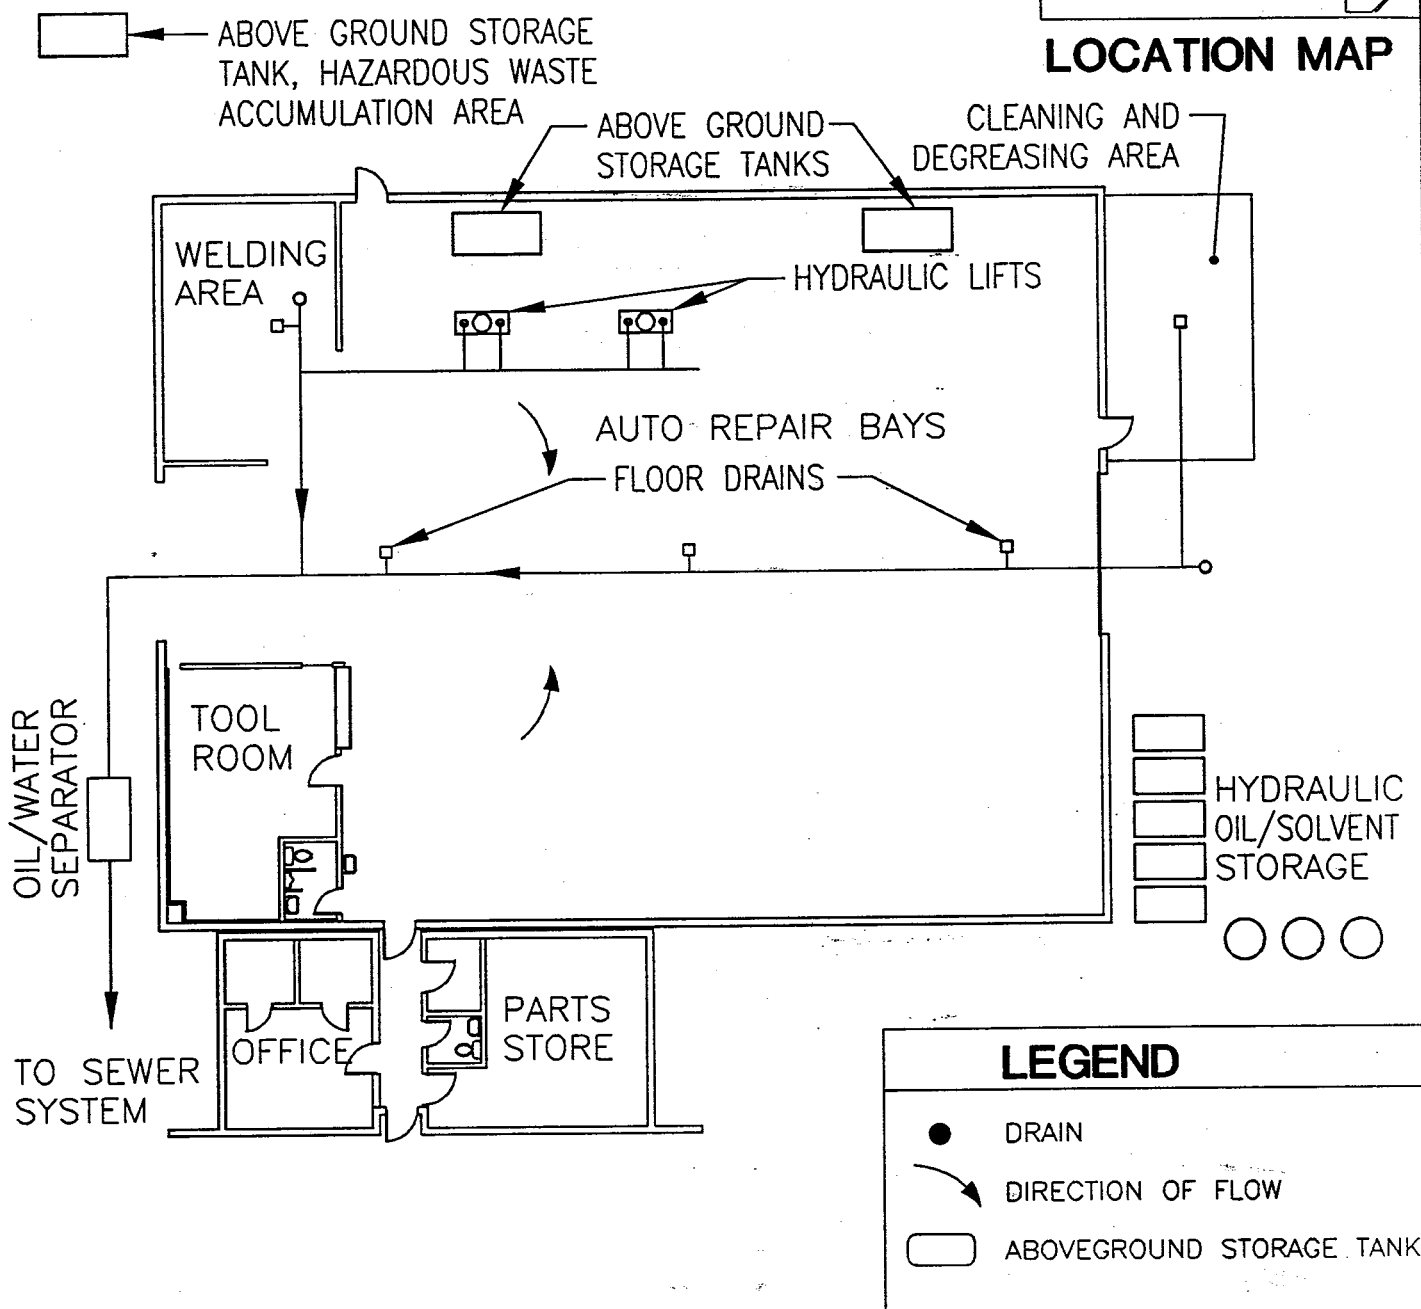 ABOVE GROUND STORAGE
TANK, HAZARDOUS WASTE
ACCUMULATION AREA
LOCATION MAP
ABOVE GROUND
STORAGE TANKS
CLEANING AND
DEGREASING AREA
WELDING
AREA
HYDRAULIC LIFTS
AUTO REPAIR BAYS
FLOOR DRAINS
TOOL
ROOM
OIL/WATER
SEPARATOR
HYDRAULIC
OIL/SOLVENT
STORAGE
PARTS
STORE
OFFICE
TO SEWER
SYSTEM
LEGEND
DRAIN
DIRECTION OF FLOW
ABOVEGROUND STORAGE TANK